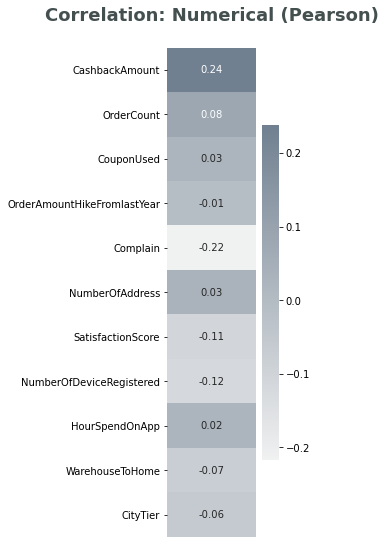 Correlation: Numerical (Pearson)
CashbackAmount 0.24
OrderCount 0.08
CouponUsed 0.03
OrderAmountHikeFromlastYear -0.01
Complain -0.22
NumberOfAddress 0.03
SatisfactionScore -0.11
NumberOfDeviceRegistered -0.12
HourSpendOnApp 0.02
WarehouseToHome -0.07
CityTier -0.06
0.2
0.1
0.0
−0.1
−0.2